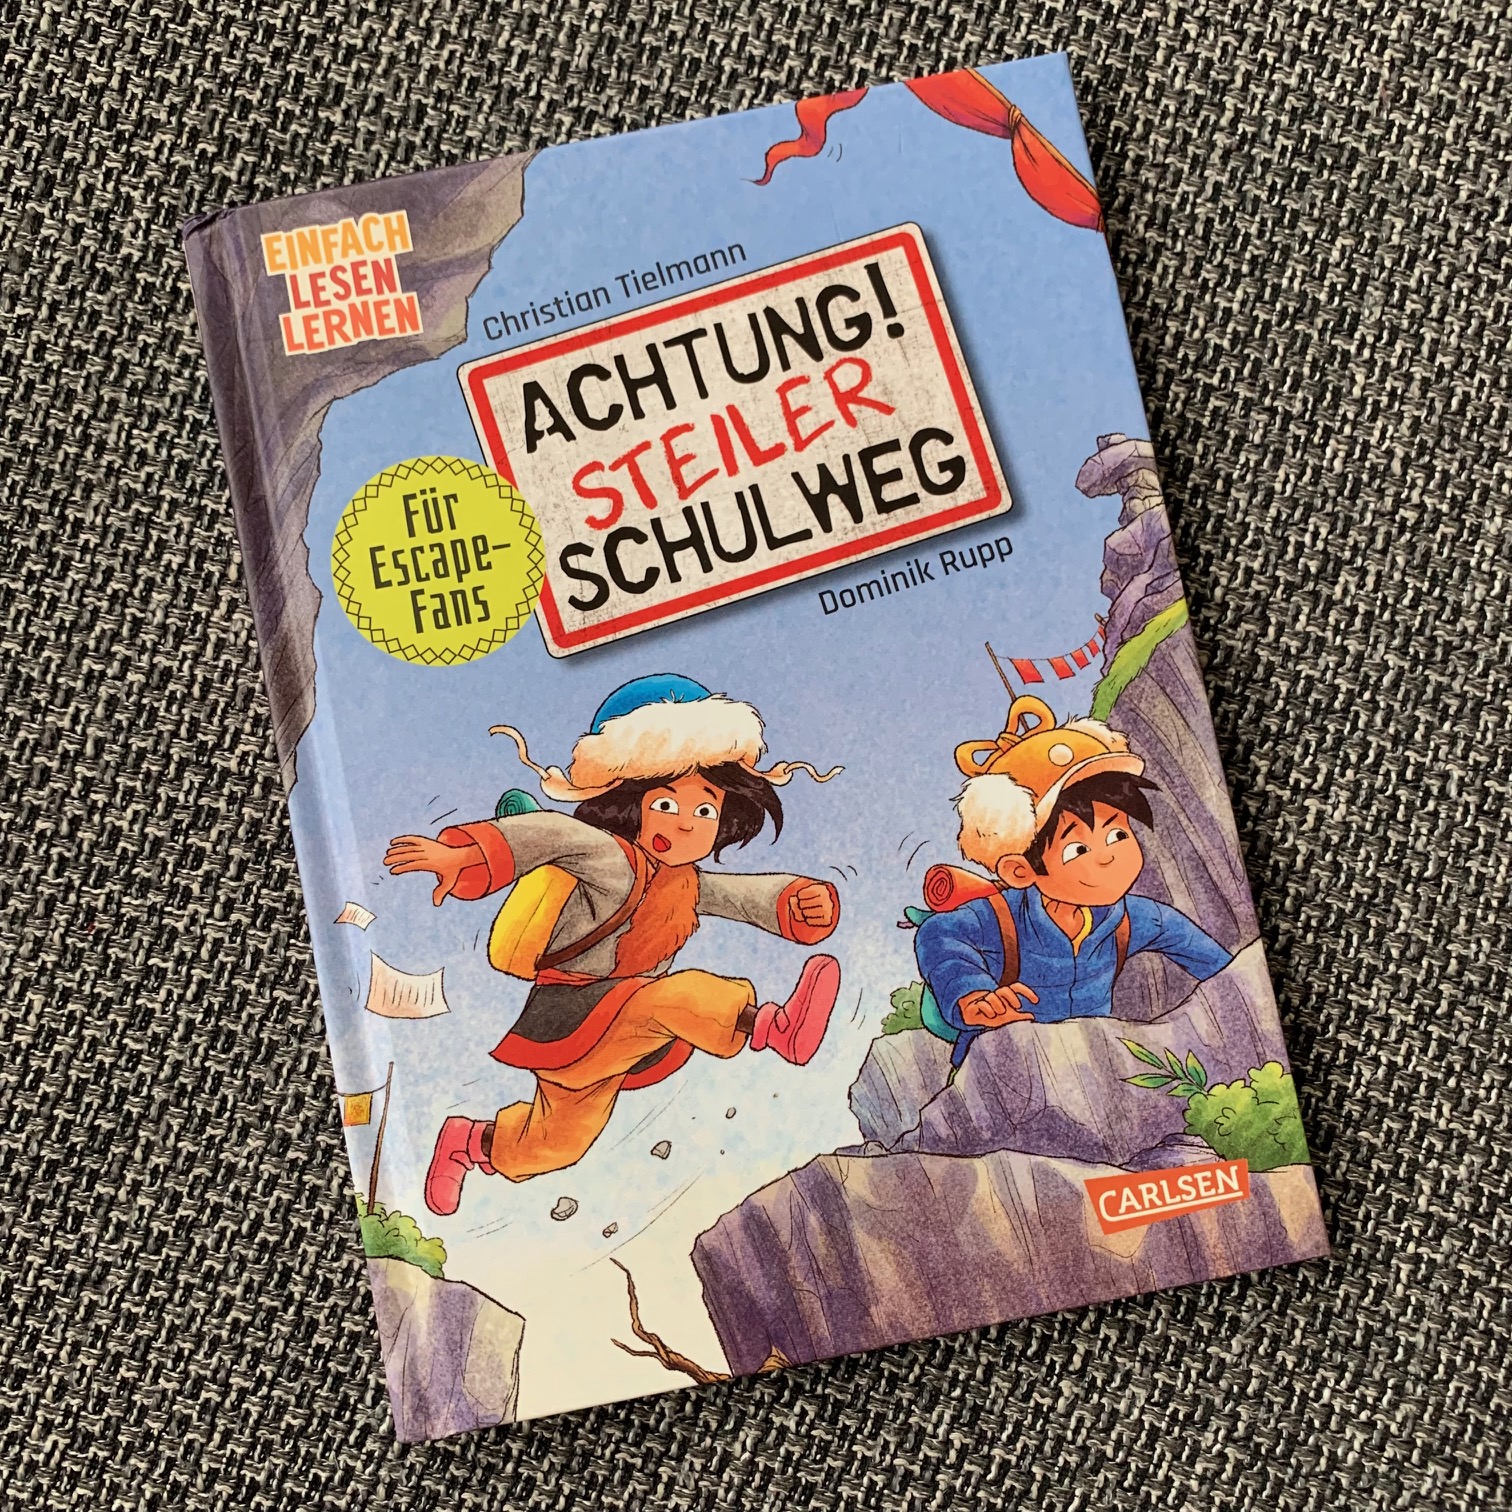 EINFACH
LESEN
LERNEN
Christian Tielmann
ACHTUNG!
STEILER
SCHULWEG
Für
Escape-
Fans
Dominik Rupp
CARLSEN